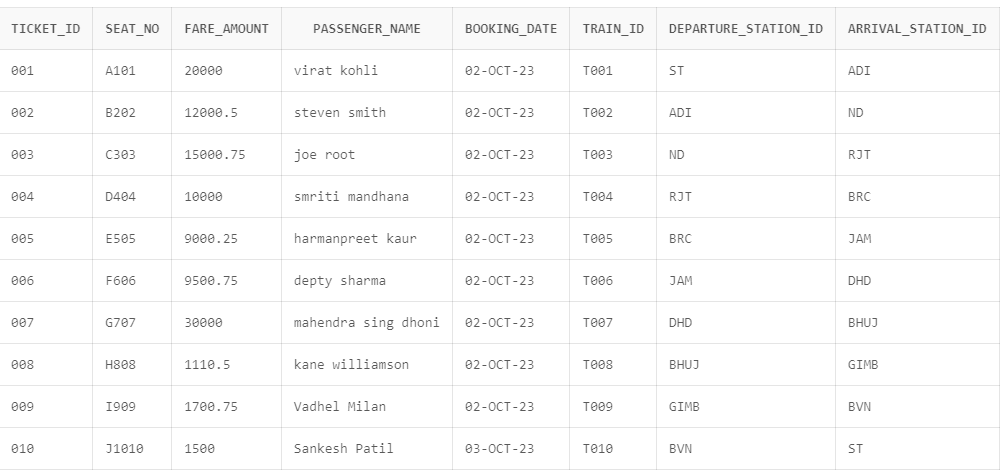 TICKET_ID SEAT_NO FARE_AMOUNT PASSENGER_NAME BOOKING_DATE TRAIN_ID DEPARTURE_STATION_ID ARRIVAL_STATION_ID
001 A101 20000 virat kohli 02-OCT-23 T001 ST ADI
002 B202 12000.5 steven smith 02-OCT-23 T002 ADI ND
003 C303 15000.75 joe root 02-OCT-23 T003 ND RJT
004 D404 10000 smriti mandhana 02-OCT-23 T004 RJT BRC
005 E505 9000.25 harmanpreet kaur 02-OCT-23 T005 BRC JAM
006 F606 9500.75 depty sharma 02-OCT-23 T006 JAM DHD
007 G707 30000 mahendra sing dhoni 02-OCT-23 T007 DHD BHUJ
008 H808 1110.5 kane williamson 02-OCT-23 T008 BHUJ GIMB
009 I909 1700.75 Vadhel Milan 02-OCT-23 T009 GIMB BVN
010 J1010 1500 Sankesh Patil 03-OCT-23 T010 BVN ST